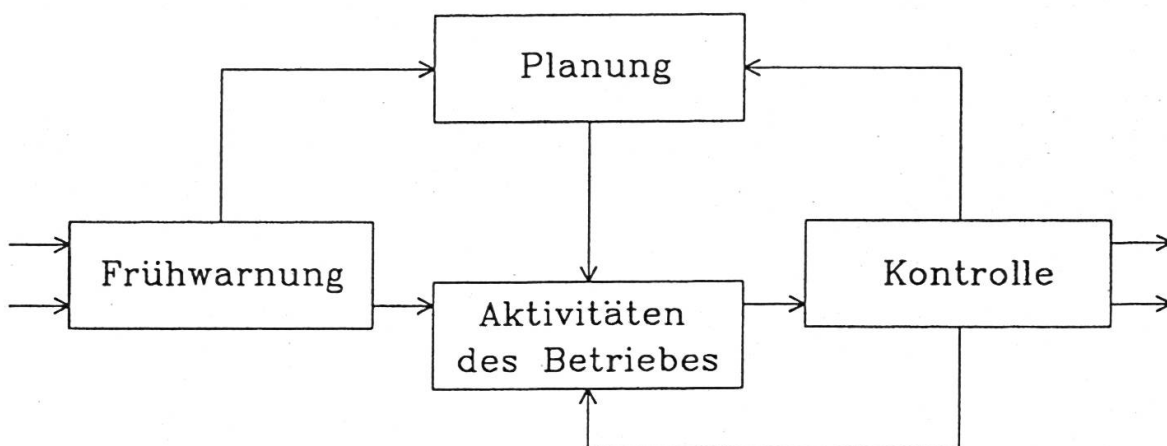 Planung
Frühwarnung
Aktivitäten
des Betriebes
Kontrolle